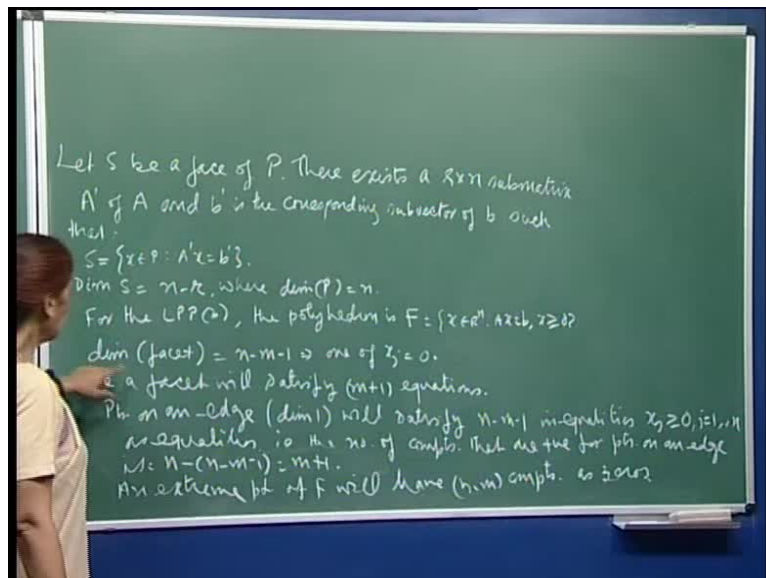 Let S be a face of P. There exists a r×n submatrix
A' of A and b' is the corresponding subvector of b such
that:
S = {x∈P : A'x = b'}.
Dim S = n-r, where dim(P) = n.
For the LPP(2), the polyhedron is F = {x∈Rⁿ. Ax=b, x≥0}
dim (facet) = n-m-1 ⇒ one of xj = 0.
a facet will satisfy (m+1) equations.
Pts. on an edge (dim 1) will satisfy n-m-1 inequalities xj ≥ 0, j=1,..n
as equalities ie the no. of compts. that are +ve for pts. on an edge
is = n-(n-m-1) = m+1.
An extreme pt of F will have (n-m) compts. as zeros